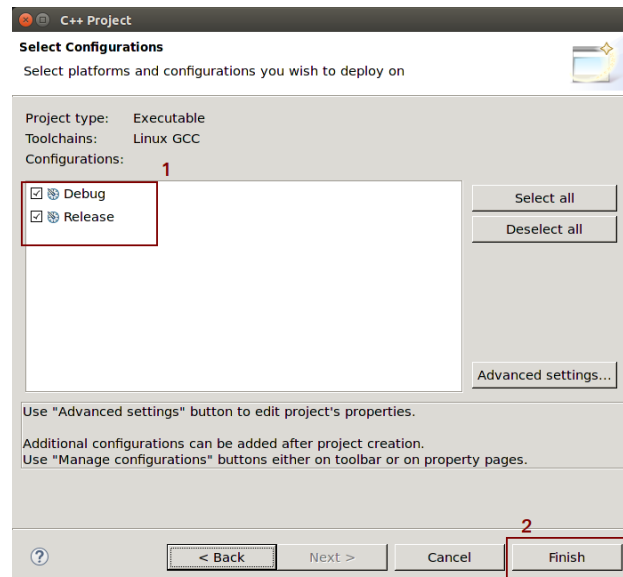 C++ Project
Select Configurations
Select platforms and configurations you wish to deploy on
Project type: Executable
Toolchains: Linux GCC
Configurations:
1
Debug
Release
Select all
Deselect all
Advanced settings...
Use "Advanced settings" button to edit project's properties.
Additional configurations can be added after project creation.
Use "Manage configurations" buttons either on toolbar or on property pages.
2
? < Back Next > Cancel Finish